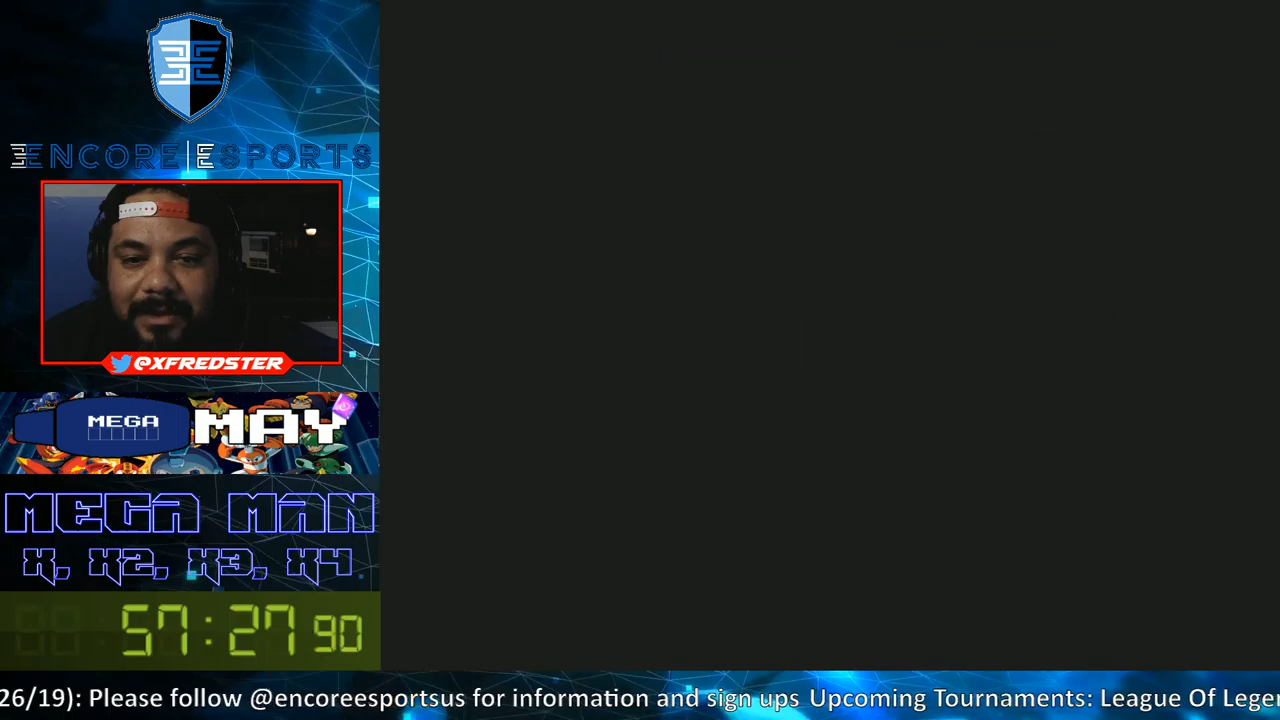 ENCORE|ESPORTS
@XFREDSTER
MEGA MAY
MEGA MAN
X, X2, X3, X4
57:27 90
26/19): Please follow @encoreesportsus for information and sign ups Upcoming Tournaments: League Of Leger